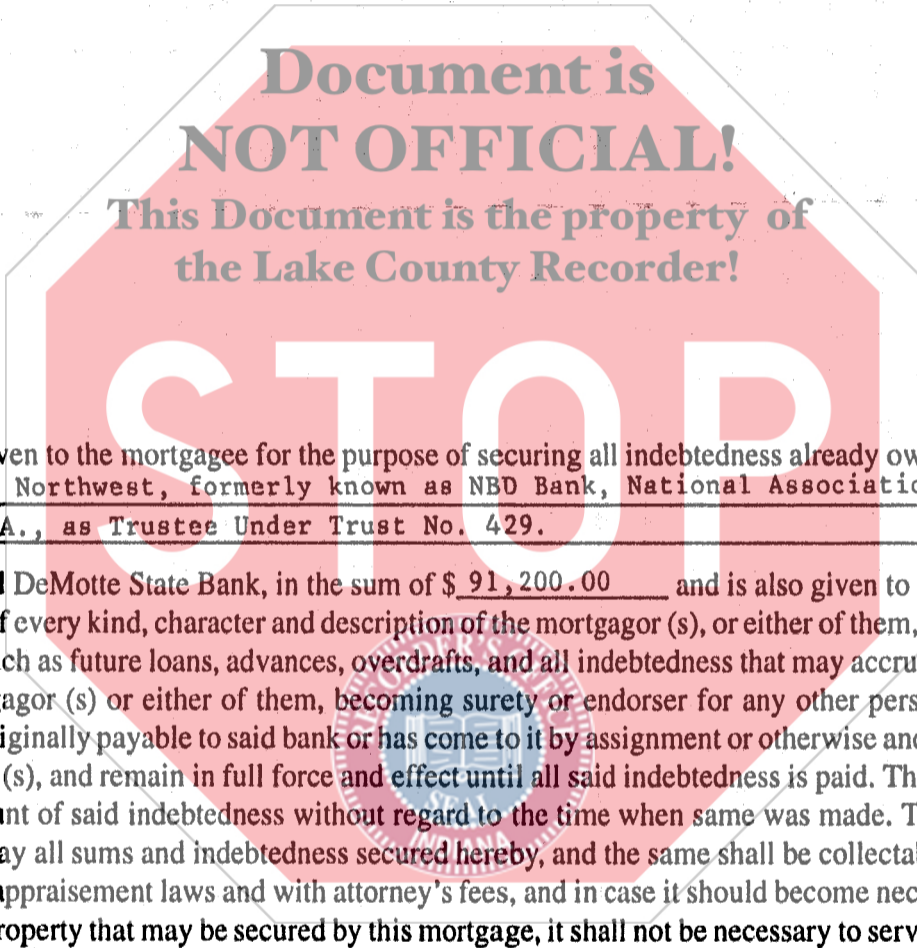 Document is
NOT OFFICIAL!
This Document is the property of
the Lake County Recorder!
STOP
ven to the mortgagee for the purpose of securing all indebtedness already ow
Northwest, formerly known as NBD Bank, National Associatio
A., as Trustee Under Trust No. 429.
DeMotte State Bank, in the sum of $ 91,200.00 and is also given to
f every kind, character and description of the mortgagor (s), or either of them,
ch as future loans, advances, overdrafts, and all indebtedness that may accru
agor (s) or either of them, becoming surety or endorser for any other pers
iginally payable to said bank or has come to it by assignment or otherwise and
(s), and remain in full force and effect until all said indebtedness is paid. Th
nt of said indebtedness without regard to the time when same was made. T
ay all sums and indebtedness secured hereby, and the same shall be collecta
appraisement laws and with attorney's fees, and in case it should become nec
roperty that may be secured by this mortgage, it shall not be necessary to serv
SEAL
INDIANA